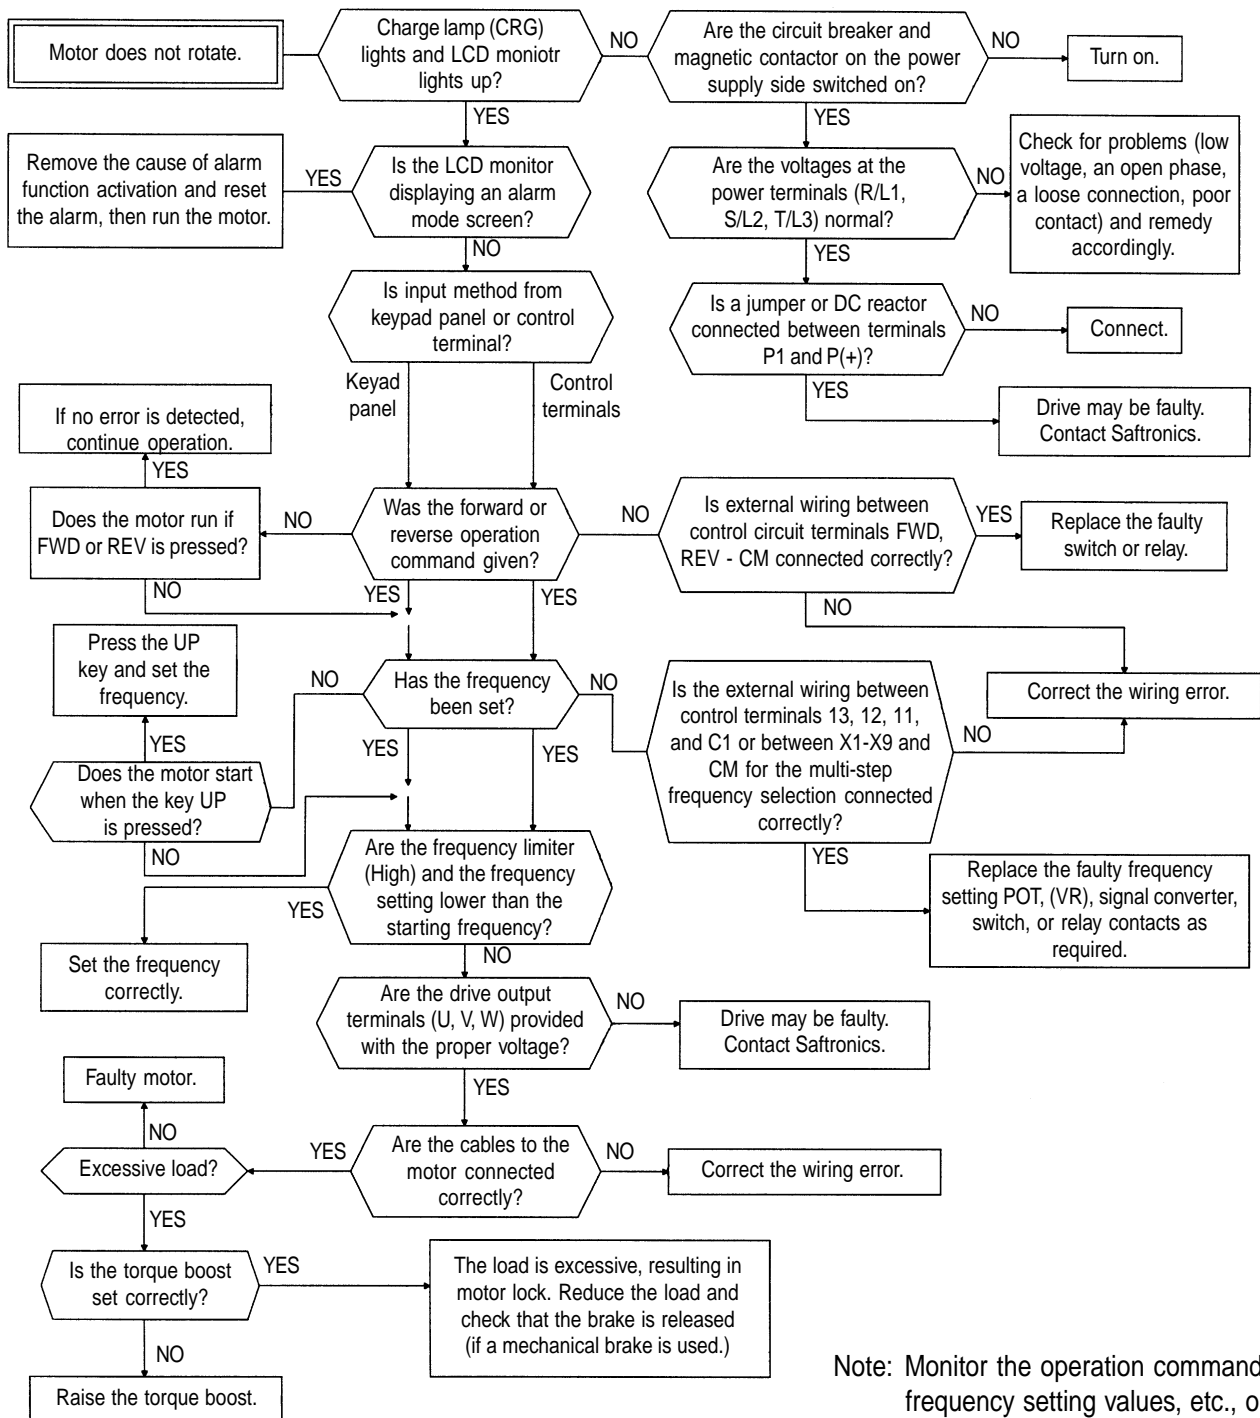 Motor does not rotate.
Charge lamp (CRG)
lights and LCD moniotr
lights up?
NO
Are the circuit breaker and
magnetic contactor on the power
supply side switched on?
NO
Turn on.
YES
YES
Remove the cause of alarm
function activation and reset
the alarm, then run the motor.
YES
Is the LCD monitor
displaying an alarm
mode screen?
Are the voltages at the
power terminals (R/L1,
S/L2, T/L3) normal?
NO
Check for problems (low
voltage, an open phase,
a loose connection, poor
contact) and remedy
accordingly.
NO
YES
Is input method from
keypad panel or control
terminal?
Is a jumper or DC reactor
connected between terminals
P1 and P(+)?
NO
Connect.
Keyad
panel
Control
terminals
YES
Drive may be faulty.
Contact Saftronics.
If no error is detected,
continue operation.
YES
Does the motor run if
FWD or REV is pressed?
NO
Was the forward or
reverse operation
command given?
NO
Is external wiring between
control circuit terminals FWD,
REV - CM connected correctly?
YES
Replace the faulty
switch or relay.
NO
YES
YES
NO
Press the UP
key and set the
frequency.
NO
Has the frequency
been set?
NO
Is the external wiring between
control terminals 13, 12, 11,
and C1 or between X1-X9 and
CM for the multi-step
frequency selection connected
correctly?
NO
Correct the wiring error.
YES
YES
YES
Does the motor start
when the key UP
is pressed?
NO
Are the frequency limiter
(High) and the frequency
setting lower than the
starting frequency?
YES
YES
Replace the faulty frequency
setting POT, (VR), signal converter,
switch, or relay contacts as
required.
Set the frequency
correctly.
NO
Are the drive output
terminals (U, V, W) provided
with the proper voltage?
NO
Drive may be faulty.
Contact Saftronics.
Faulty motor.
YES
NO
Excessive load?
YES
Are the cables to the
motor connected
correctly?
NO
Correct the wiring error.
YES
Is the torque boost
set correctly?
YES
The load is excessive, resulting in
motor lock. Reduce the load and
check that the brake is released
(if a mechanical brake is used.)
NO
Raise the torque boost.
Note: Monitor the operation command
frequency setting values, etc., o